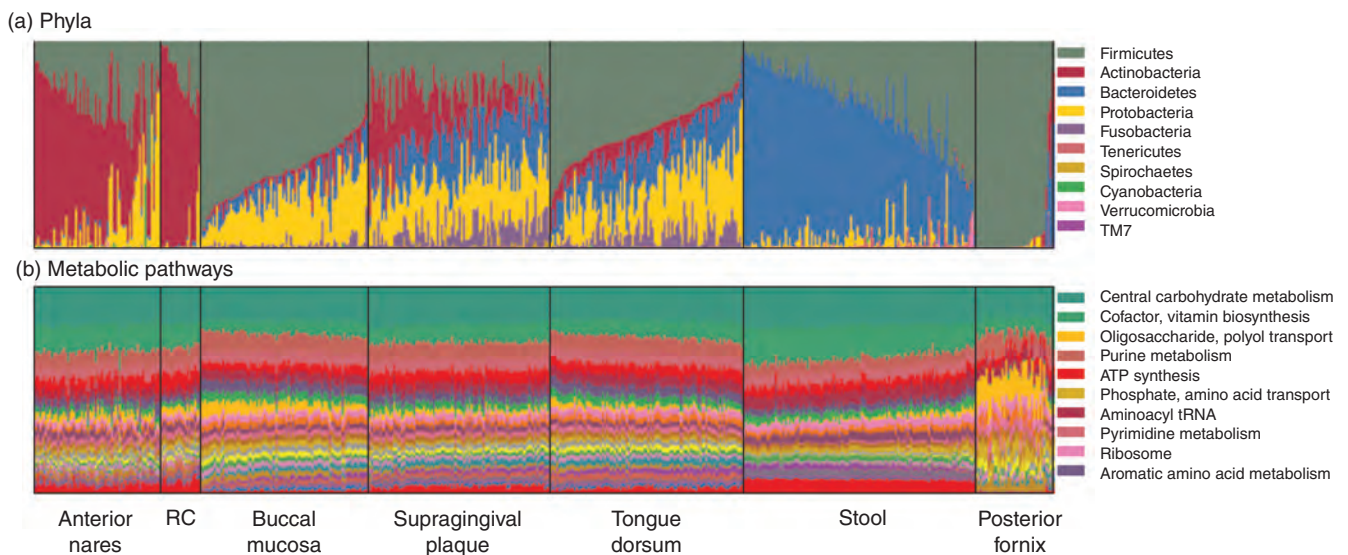 (a) Phyla
Firmicutes
Actinobacteria
Bacteroidetes
Protobacteria
Fusobacteria
Tenericutes
Spirochaetes
Cyanobacteria
Verrucomicrobia
TM7
(b) Metabolic pathways
Central carbohydrate metabolism
Cofactor, vitamin biosynthesis
Oligosaccharide, polyol transport
Purine metabolism
ATP synthesis
Phosphate, amino acid transport
Aminoacyl tRNA
Pyrimidine metabolism
Ribosome
Aromatic amino acid metabolism
Anterior nares
RC
Buccal mucosa
Supragingival plaque
Tongue dorsum
Stool
Posterior fornix